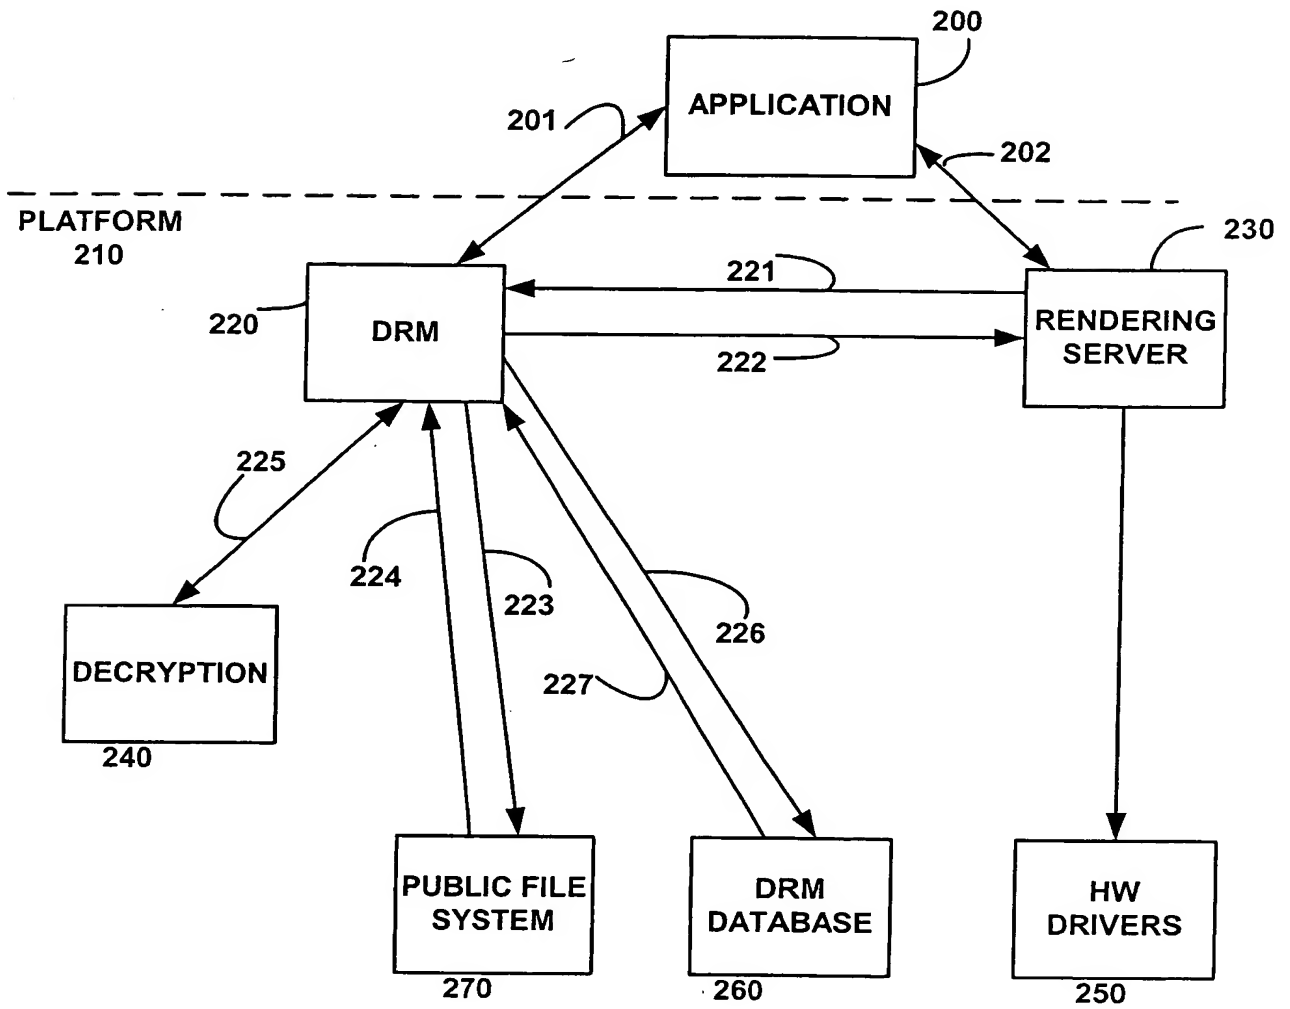 200
APPLICATION
201
202
PLATFORM
210
230
221
220
DRM
RENDERING
SERVER
222
225
224
223
226
227
DECRYPTION
240
PUBLIC FILE
SYSTEM
270
DRM
DATABASE
260
HW
DRIVERS
250